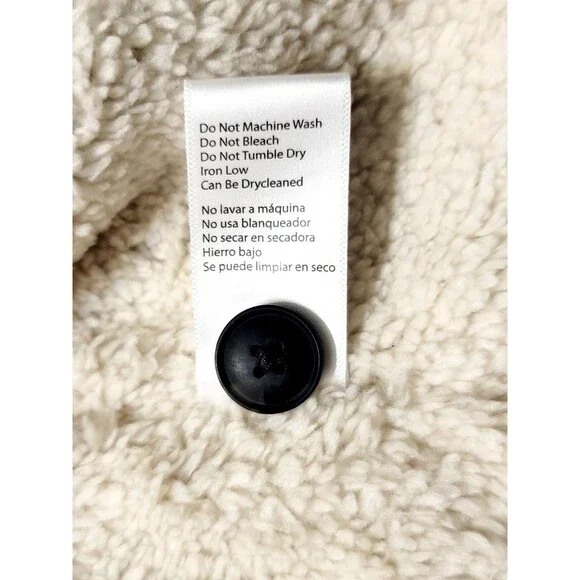 Do Not Machine Wash
Do Not Bleach
Do Not Tumble Dry
Iron Low
Can Be Drycleaned
No lavar a máquina
No usa blanqueador
No secar en secadora
Hierro bajo
Se puede limpiar en seco